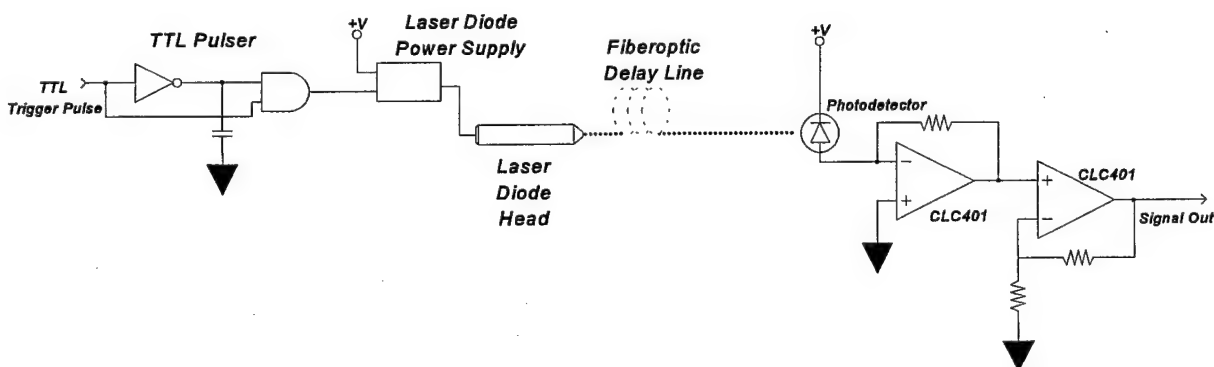 TTL Pulser
TTL
Trigger Pulse
+V
Laser Diode
Power Supply
Laser
Diode
Head
Fiberoptic
Delay Line
+V
Photodetector
−
+
CLC401
+
−
CLC401
Signal Out